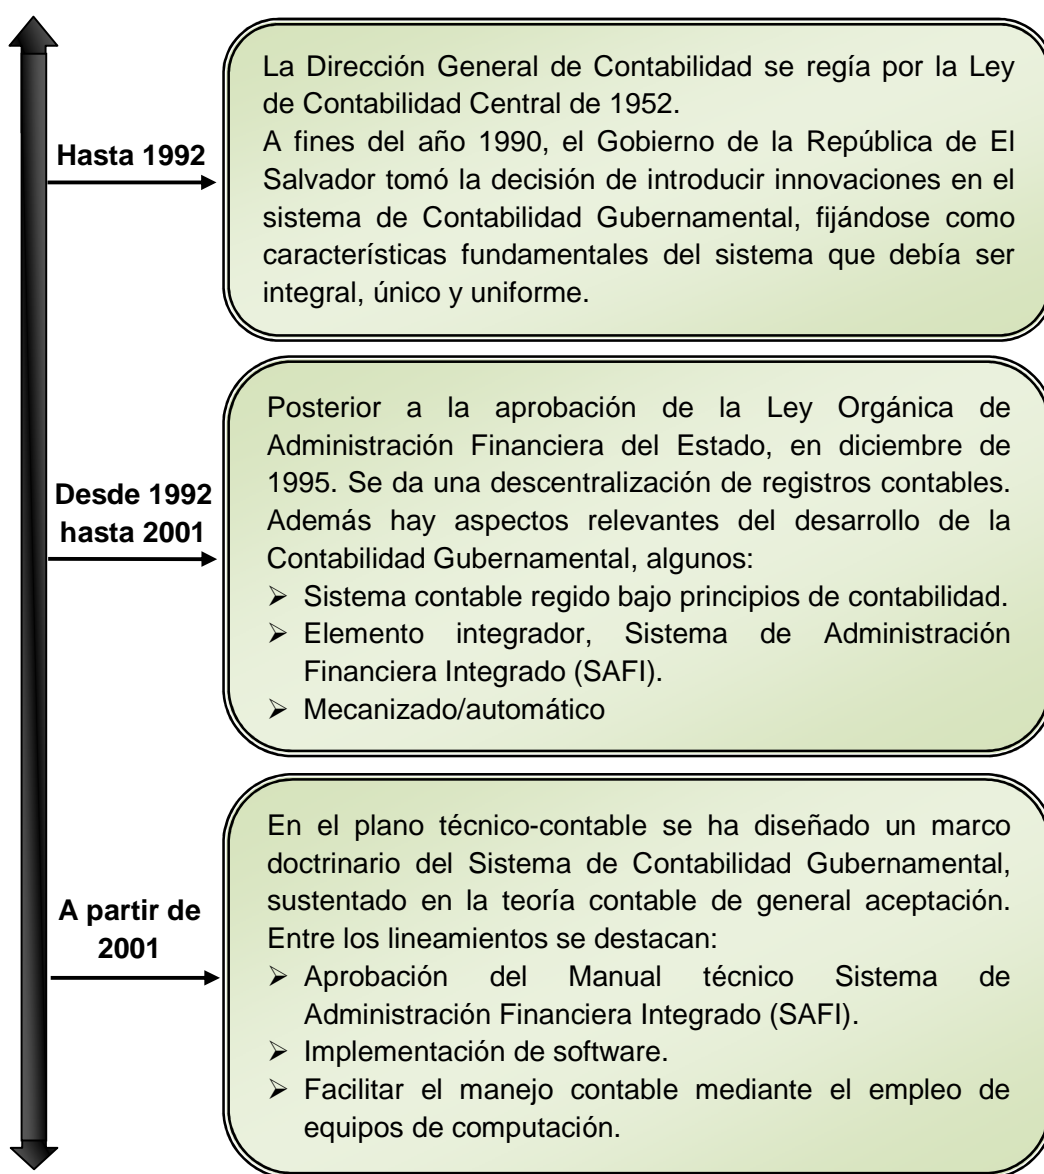 Hasta 1992
La Dirección General de Contabilidad se regía por la Ley
de Contabilidad Central de 1952.
A fines del año 1990, el Gobierno de la República de El
Salvador tomó la decisión de introducir innovaciones en el
sistema de Contabilidad Gubernamental, fijándose como
características fundamentales del sistema que debía ser
integral, único y uniforme.
Desde 1992
hasta 2001
Posterior a la aprobación de la Ley Orgánica de
Administración Financiera del Estado, en diciembre de
1995. Se da una descentralización de registros contables.
Además hay aspectos relevantes del desarrollo de la
Contabilidad Gubernamental, algunos:
➢ Sistema contable regido bajo principios de contabilidad.
➢ Elemento integrador, Sistema de Administración
Financiera Integrado (SAFI).
➢ Mecanizado/automático
A partir de
2001
En el plano técnico-contable se ha diseñado un marco
doctrinario del Sistema de Contabilidad Gubernamental,
sustentado en la teoría contable de general aceptación.
Entre los lineamientos se destacan:
➢ Aprobación del Manual técnico Sistema de
Administración Financiera Integrado (SAFI).
➢ Implementación de software.
➢ Facilitar el manejo contable mediante el empleo de
equipos de computación.